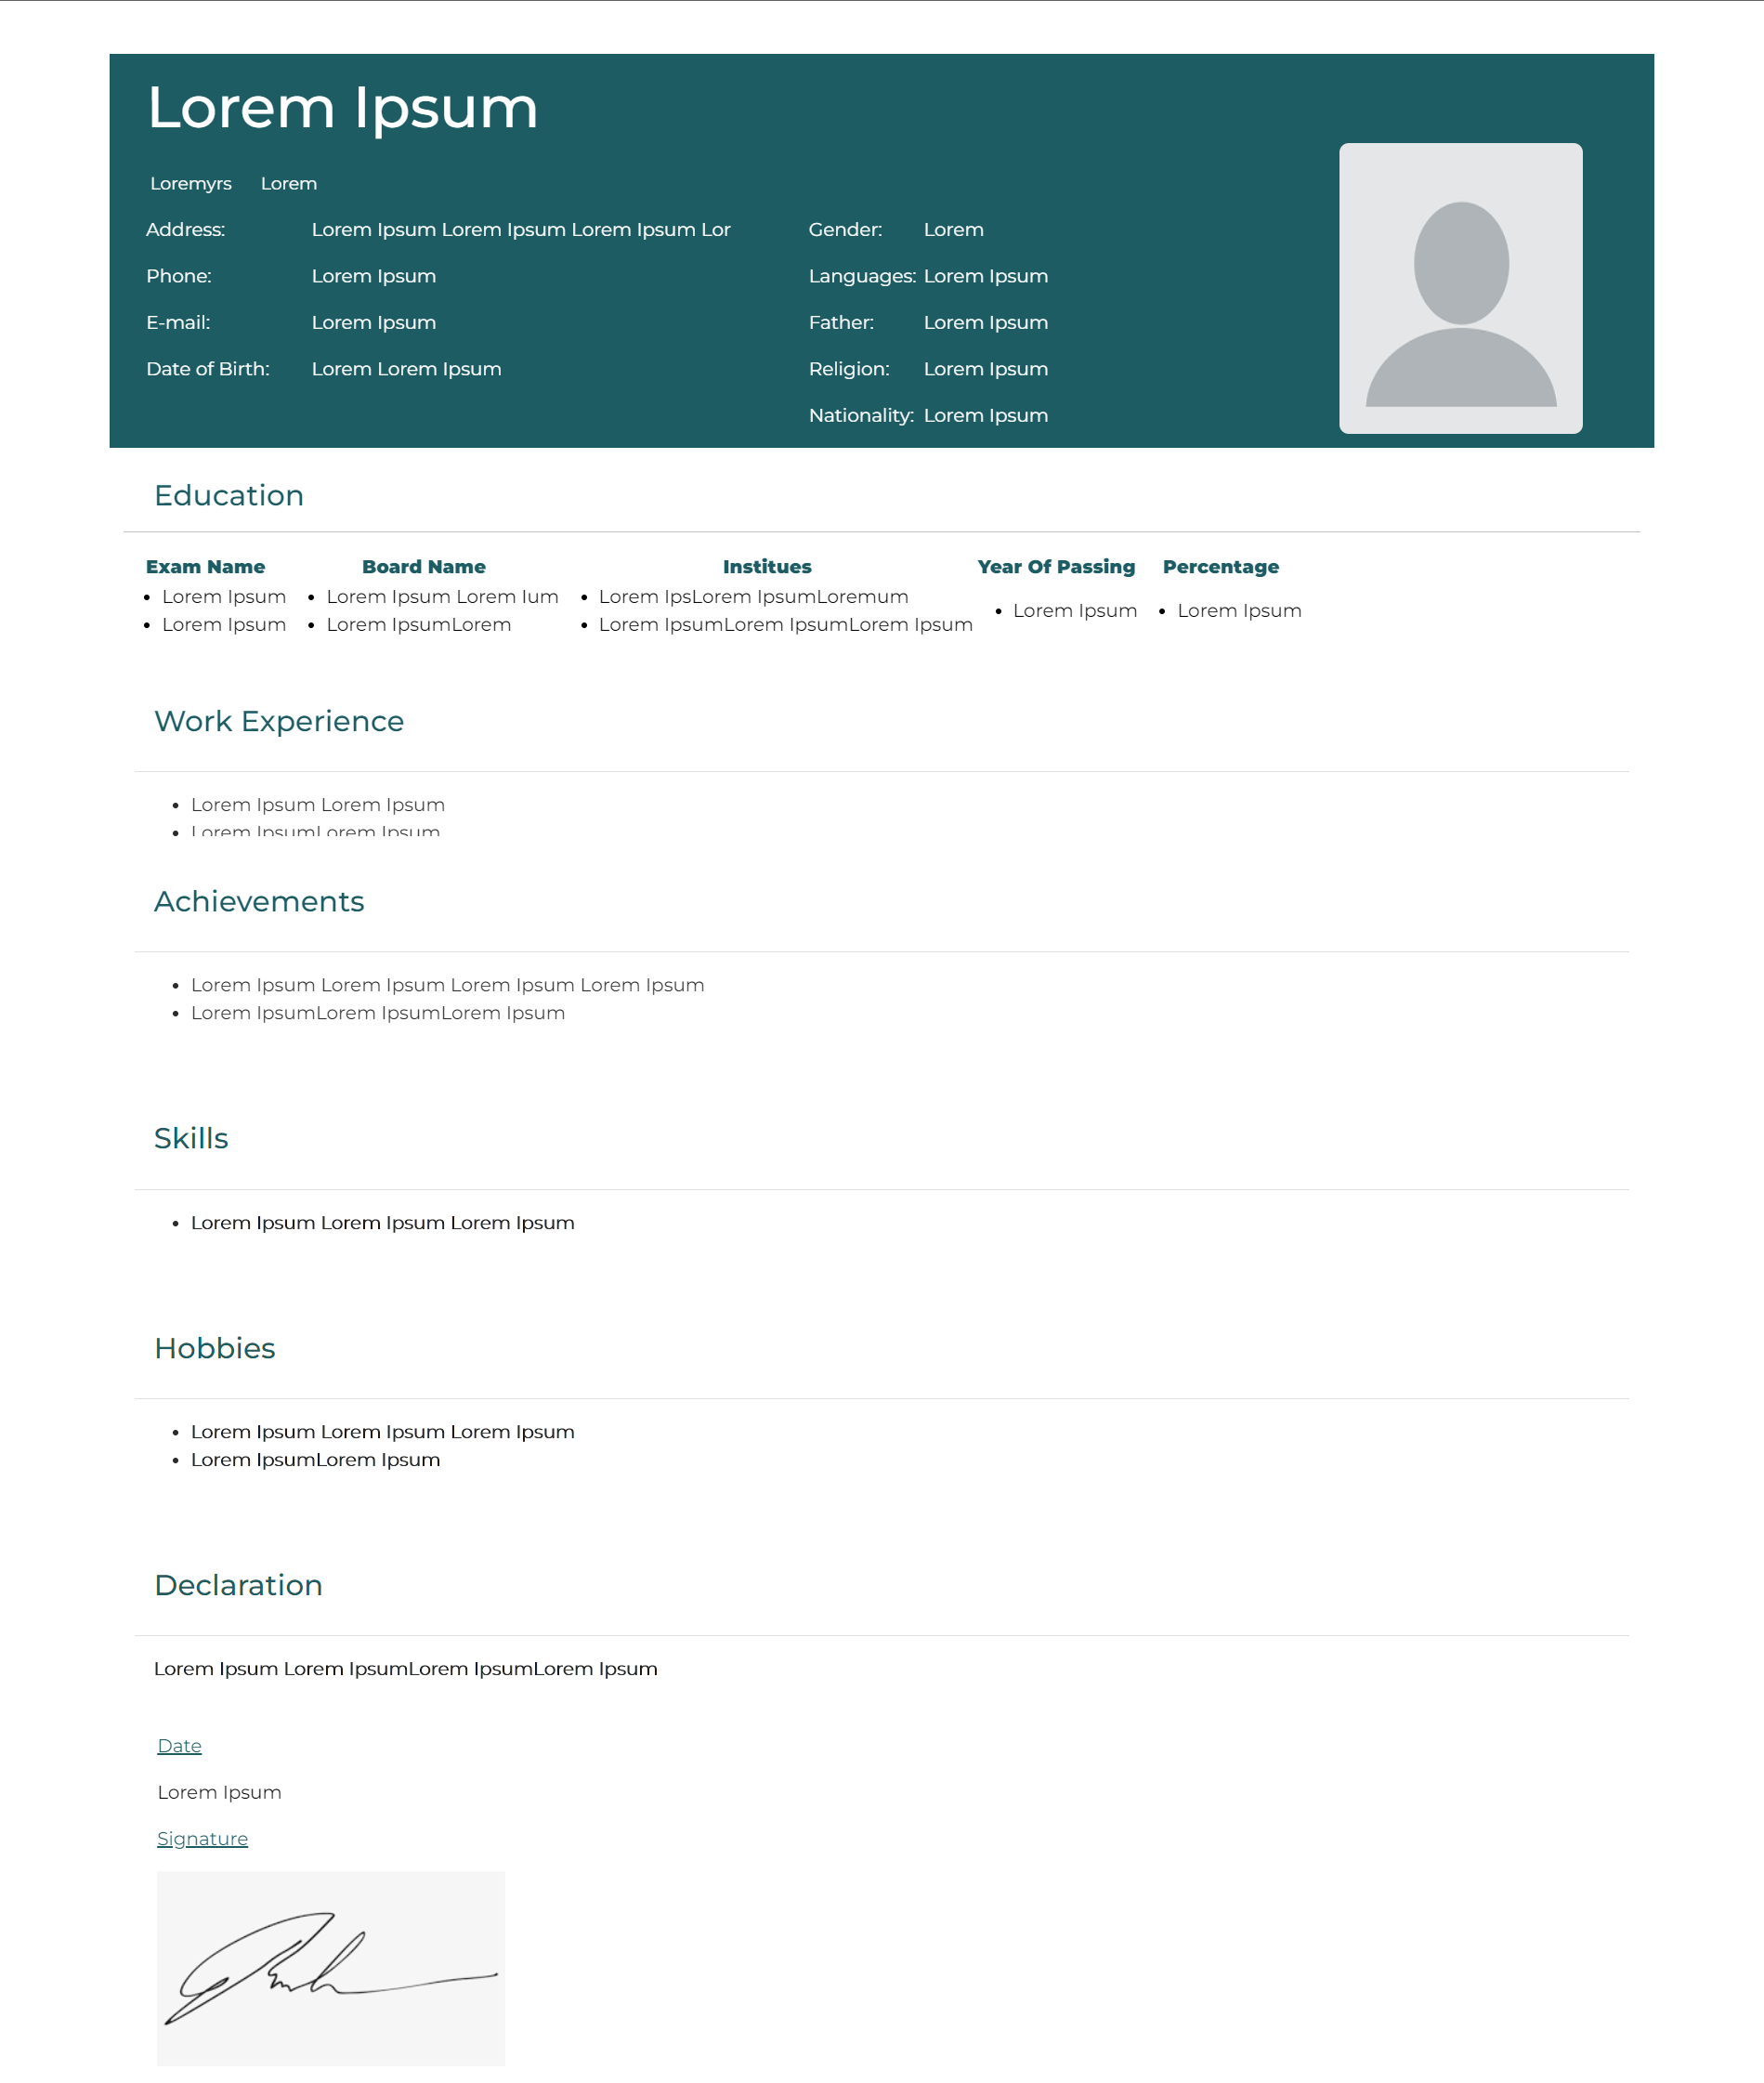 Lorem Ipsum
Loremyrs Lorem
Address: Lorem Ipsum Lorem Ipsum Lorem Ipsum Lor Gender: Lorem
Phone: Lorem Ipsum Languages: Lorem Ipsum
E-mail: Lorem Ipsum Father: Lorem Ipsum
Date of Birth: Lorem Lorem Ipsum Religion: Lorem Ipsum
Nationality: Lorem Ipsum
Education
Exam Name Board Name Institues Year Of Passing Percentage
• Lorem Ipsum • Lorem Ipsum Lorem Ium • Lorem IpsLorem IpsumLoremum • Lorem Ipsum • Lorem Ipsum
• Lorem Ipsum • Lorem IpsumLorem • Lorem IpsumLorem IpsumLorem Ipsum
Work Experience
• Lorem Ipsum Lorem Ipsum
• Lorem IpsumLorem Ipsum
Achievements
• Lorem Ipsum Lorem Ipsum Lorem Ipsum Lorem Ipsum
• Lorem IpsumLorem IpsumLorem Ipsum
Skills
• Lorem Ipsum Lorem Ipsum Lorem Ipsum
Hobbies
• Lorem Ipsum Lorem Ipsum Lorem Ipsum
• Lorem IpsumLorem Ipsum
Declaration
Lorem Ipsum Lorem IpsumLorem IpsumLorem Ipsum
Date
Lorem Ipsum
Signature